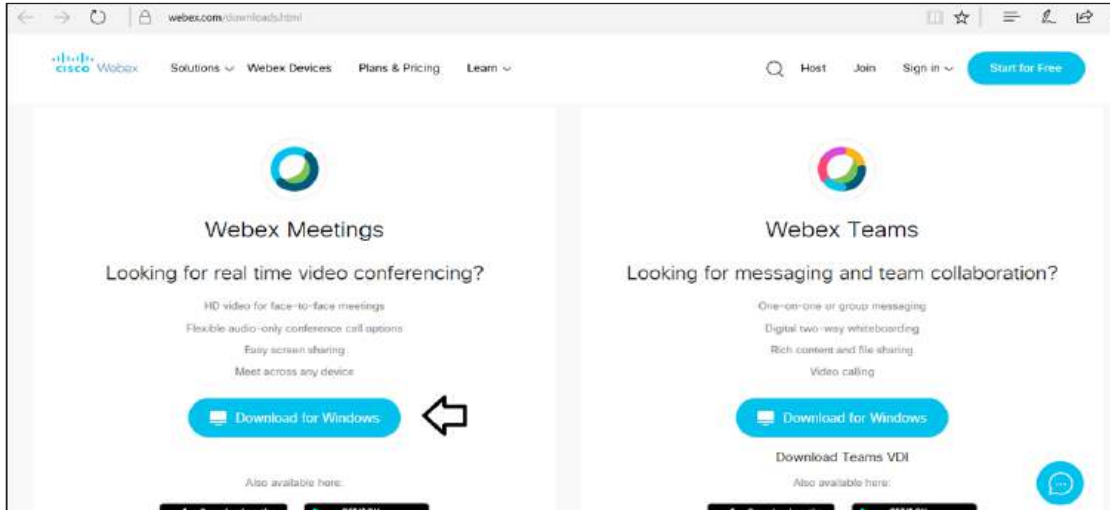 webex.com/downloads.html
CISCO Webex Solutions Webex Devices Plans & Pricing Learn Host Join Sign in Start for Free
Webex Meetings
Looking for real time video conferencing?
HD video for face-to-face meetings
Flexible audio-only conference call options
Easy screen sharing
Meet across any device
Download for Windows
Also available here:
Webex Teams
Looking for messaging and team collaboration?
One-on-one or group messaging
Digital two-way whiteboarding
Rich content and file sharing
Video calling
Download for Windows
Download Teams VDI
Also available here: